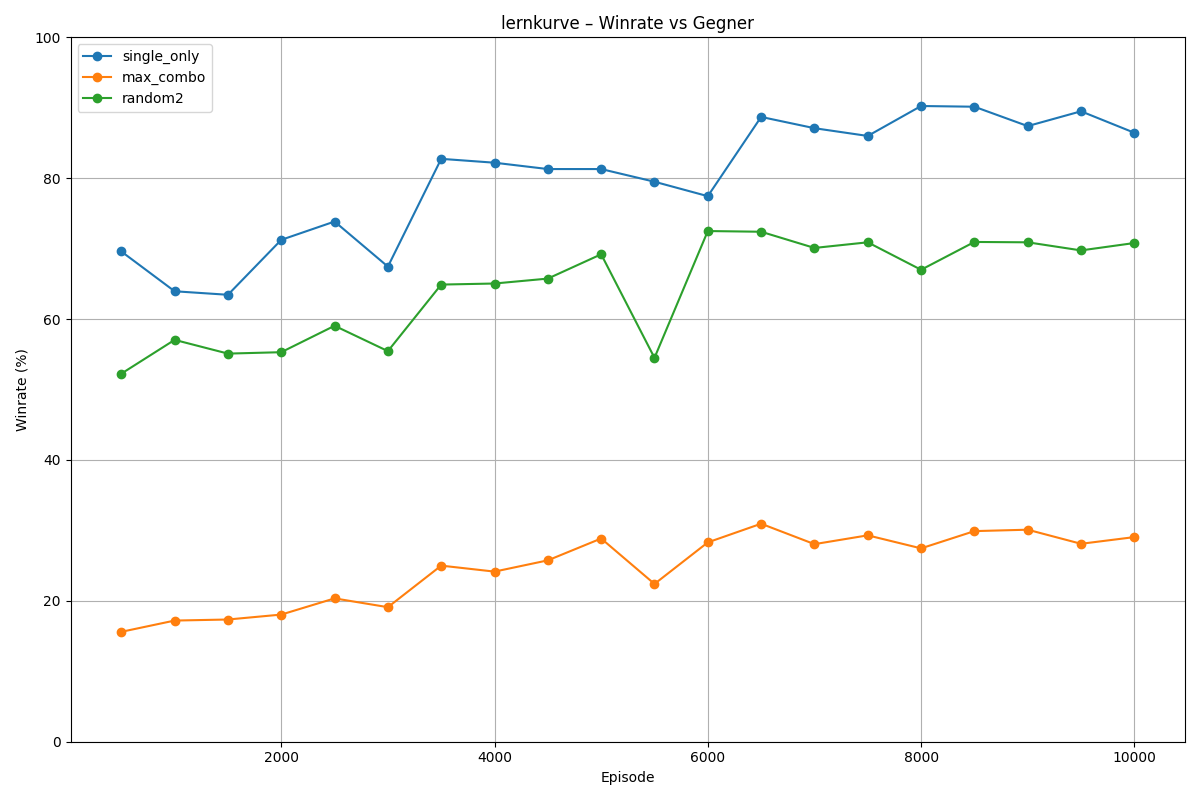 lernkurve – Winrate vs Gegner
100
80
60
40
20
0
Winrate (%)
single_only
max_combo
random2
2000 4000 6000 8000 10000
Episode